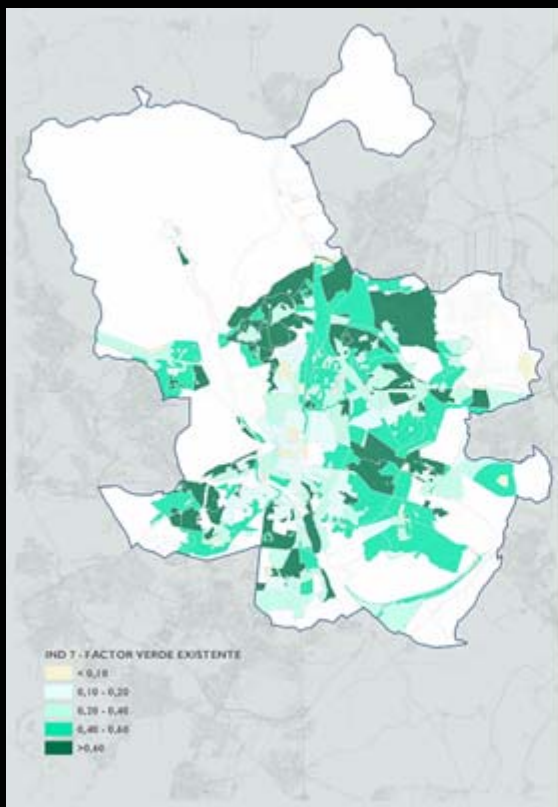 IND 7 - FACTOR VERDE EXISTENTE
< 0,10
0,10 - 0,20
0,20 - 0,40
0,40 - 0,60
>0,60